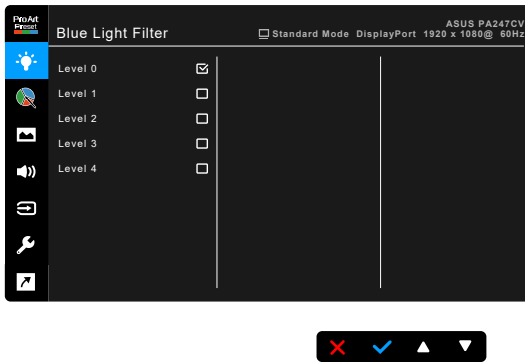 ProArt
Preset
Blue Light Filter
ASUS PA247CV
Standard Mode DisplayPort 1920 x 1080@ 60Hz
Level 0
Level 1
Level 2
Level 3
Level 4